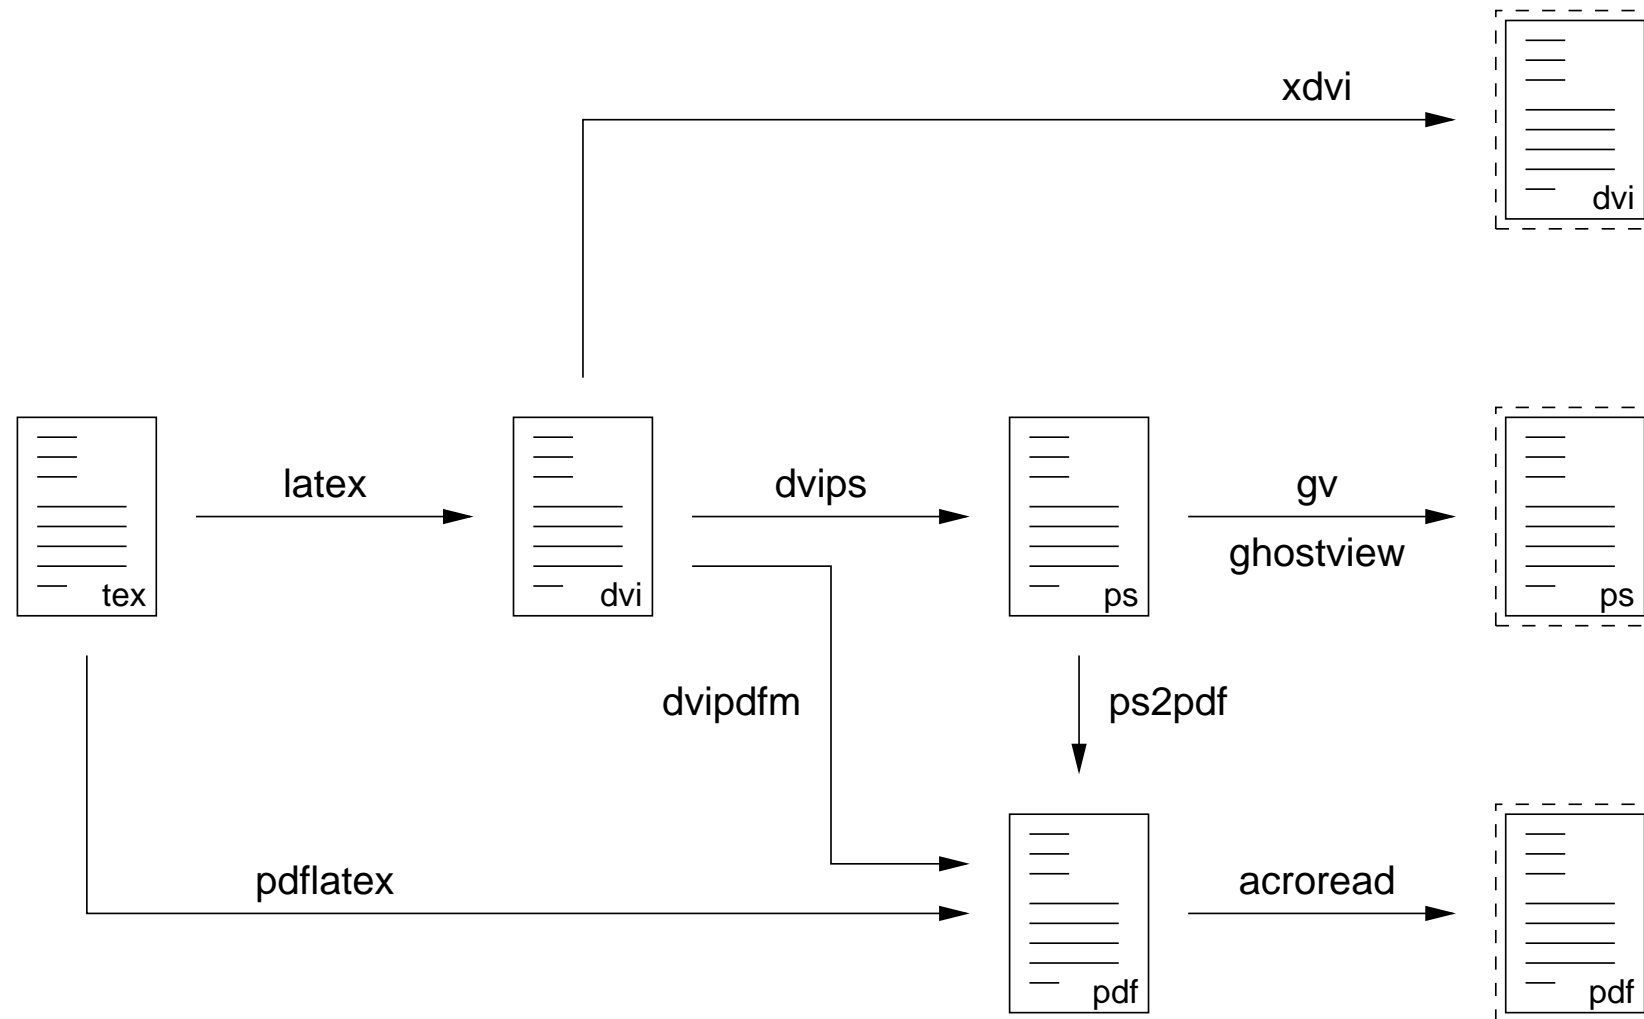 xdvi
dvi
latex
dvips
gv
ghostview
tex
dvi
ps
ps
dvipdfm
ps2pdf
pdflatex
acroread
pdf
pdf